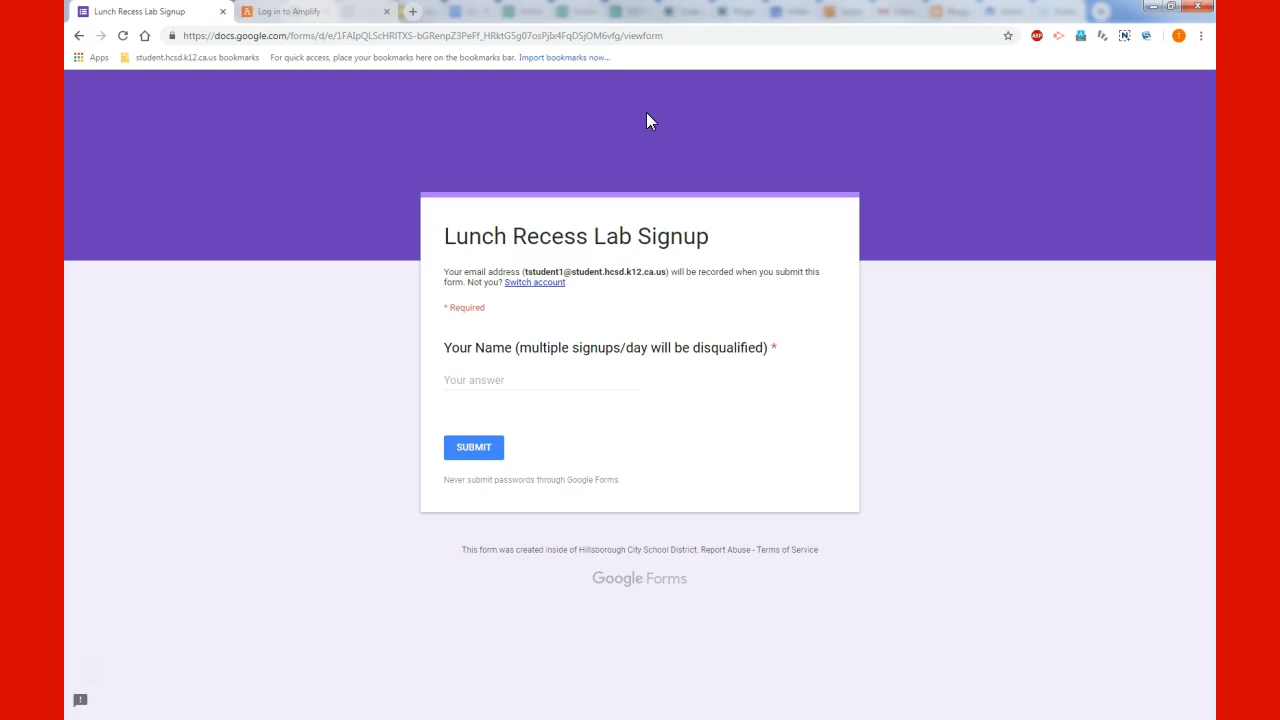 Lunch Recess Lab Signup
Log in to Amplify
https://docs.google.com/forms/d/e/1FAIpQLScHRlTXS-bGRenpZ3PeFf_HRktG5g07osPjIx4FqDSjOM6vfg/viewform
Apps student.hcsd.k12.ca.us bookmarks For quick access, place your bookmarks here on the bookmarks bar. Import bookmarks now...
Lunch Recess Lab Signup
Your email address (tstudent1@student.hcsd.k12.ca.us) will be recorded when you submit this
form. Not you? Switch account
* Required
Your Name (multiple signups/day will be disqualified) *
Your answer
SUBMIT
Never submit passwords through Google Forms.
This form was created inside of Hillsborough City School District. Report Abuse - Terms of Service
Google Forms